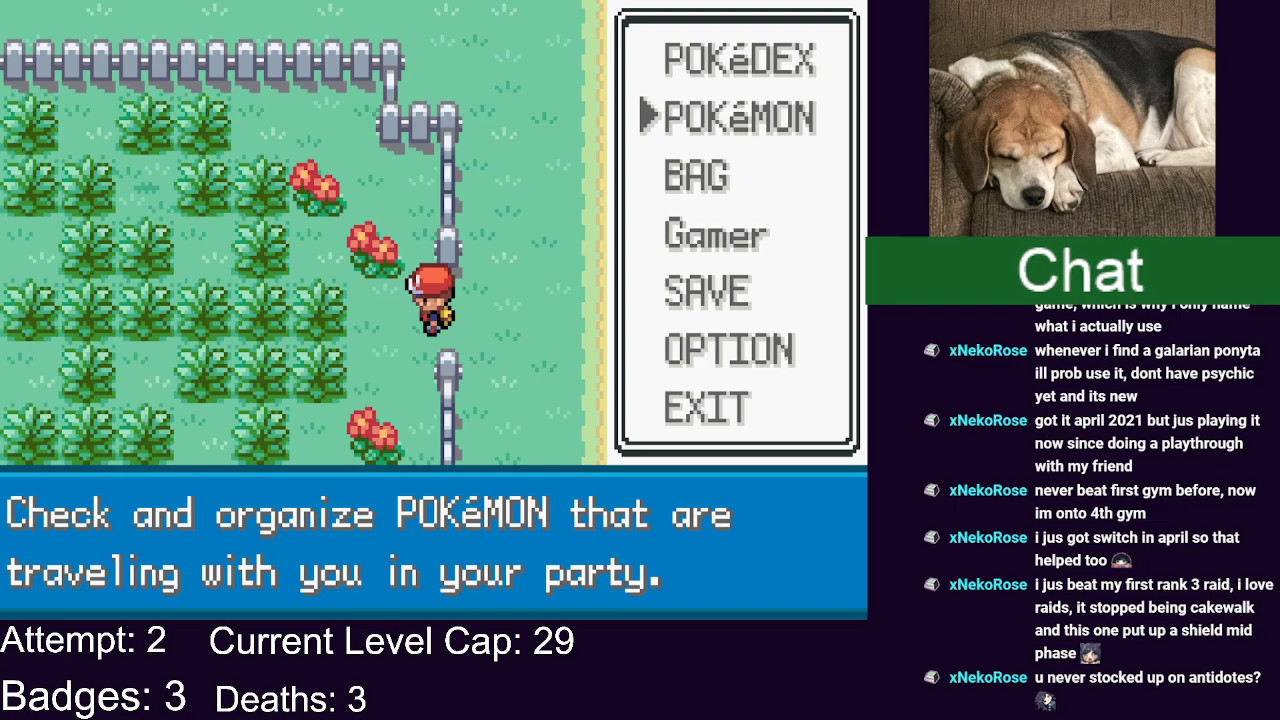 POKéDEX
POKéMON
BAG
Gamer
SAVE
OPTION
EXIT
Check and organize POKéMON that are
traveling with you in your party.
Attempt: 2 Current Level Cap: 29
Badges: 3 Deaths: 3
Chat
game, which is why i only name
what i actually use
xNekoRose whenever i find a galarian ponyta
ill prob use it, dont have psychic
yet and its new
xNekoRose got it april 2021 but jus playing it
now since doing a playthrough
with my friend
xNekoRose never beat first gym before, now
im onto 4th gym
xNekoRose i jus got switch in april so that
helped too
xNekoRose i jus beat my first rank 3 raid, i love
raids, it stopped being cakewalk
and this one put up a shield mid
phase
xNekoRose u never stocked up on antidotes?